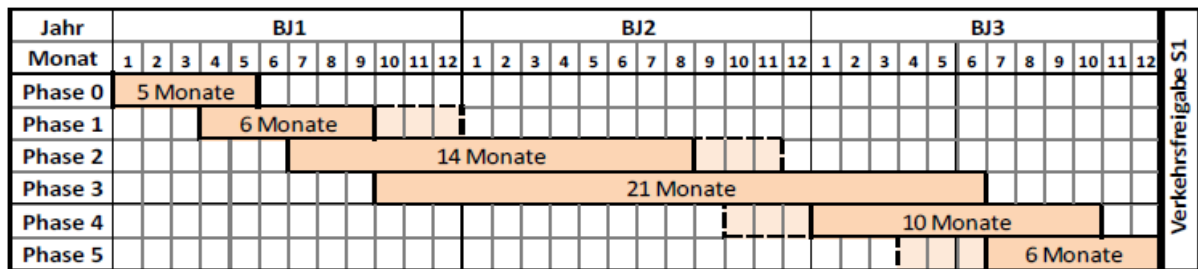 Jahr BJ1 BJ2 BJ3
Monat 1 2 3 4 5 6 7 8 9 10 11 12 1 2 3 4 5 6 7 8 9 10 11 12 1 2 3 4 5 6 7 8 9 10 11 12
Phase 0 5 Monate
Phase 1 6 Monate
Phase 2 14 Monate
Phase 3 21 Monate
Phase 4 10 Monate
Phase 5 6 Monate
Verkehrsfreigabe S1